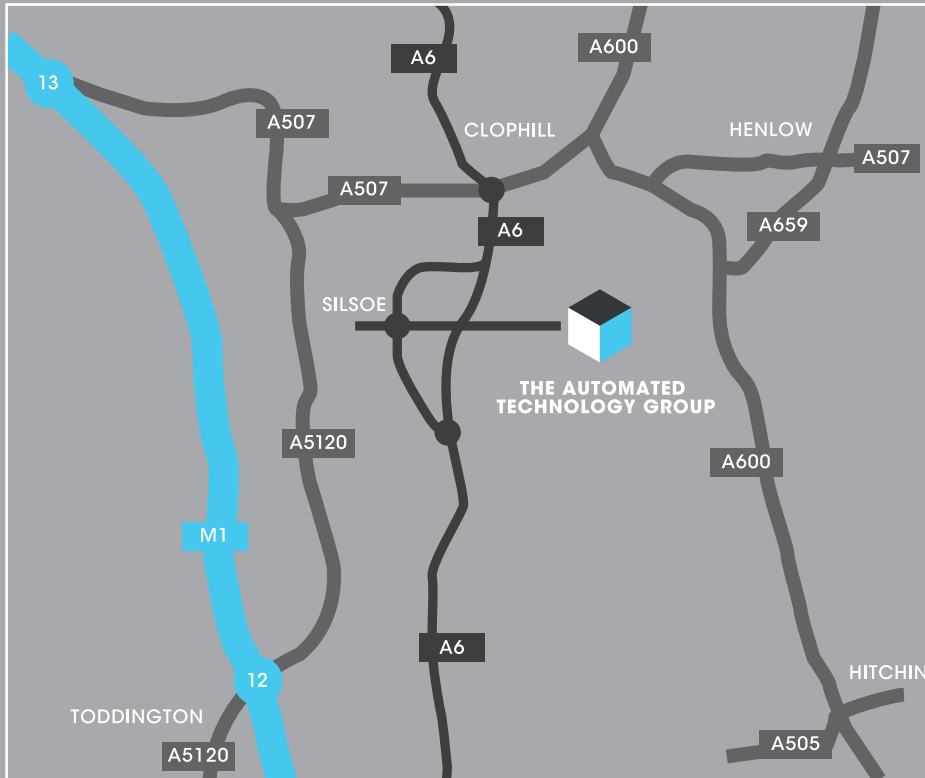 A6
A600
13
CLOPHILL
HENLOW
A507
A507
A507
A659
A6
SILSOE
THE AUTOMATED
TECHNOLOGY GROUP
A5120
A600
M1
A6
12
HITCHIN
TODDINGTON
A505
A5120